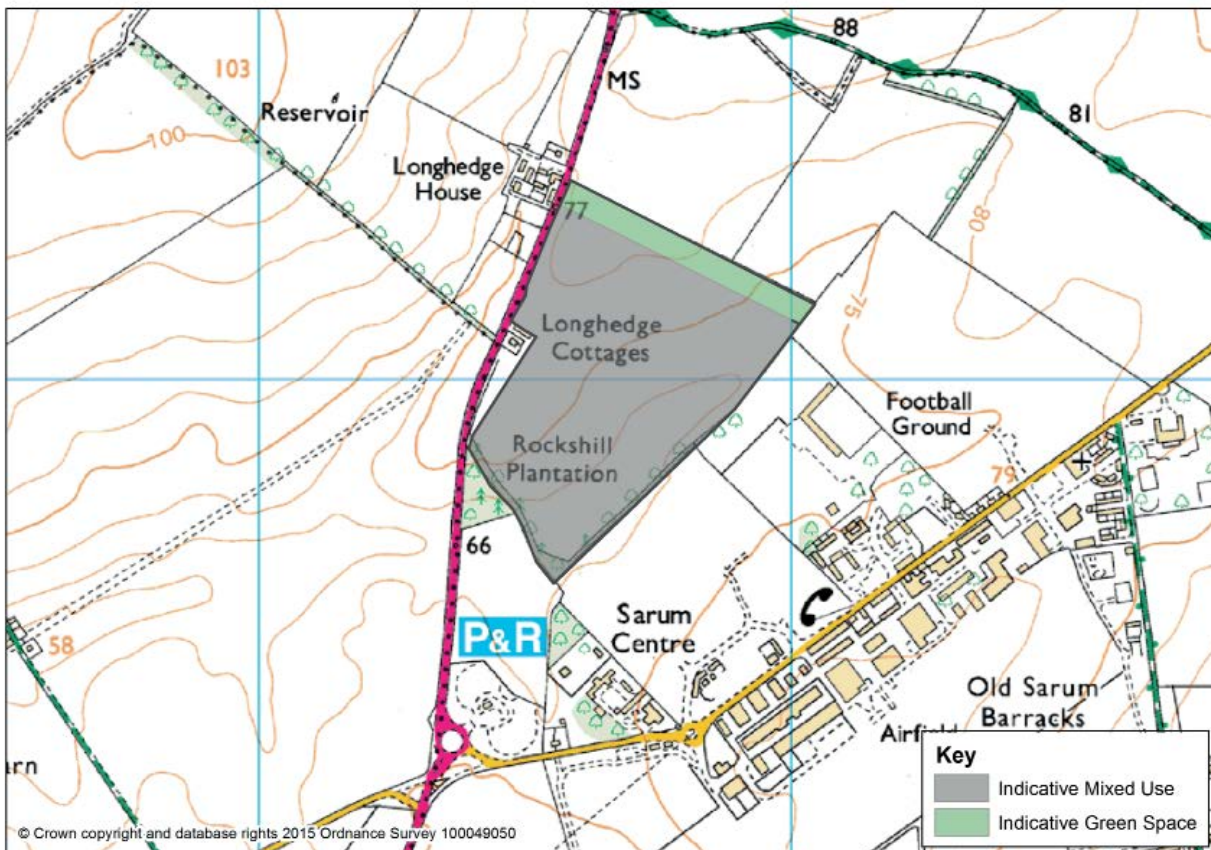 88
103
MS
81
Reservoir
100
Longhedge
House
77
80
75
Longhedge
Cottages
Football
Ground
Rockshill
Plantation
79
66
Sarum
Centre
P&R
58
Old Sarum
Barracks
arn
Airfield
Key
Indicative Mixed Use
Indicative Green Space
© Crown copyright and database rights 2015 Ordnance Survey 100049050